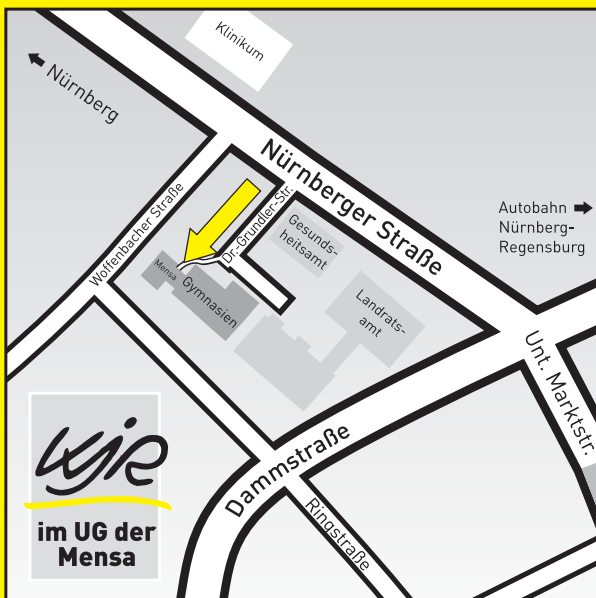 Klinikum
Nürnberg
Nürnberger Straße
Woffenbacher Straße
Dr.-Grundler-Str.
Gesunds-
heitsamt
Autobahn
Nürnberg-
Regensburg
Mensa
Gymnasien
Landrats-
amt
Unt. Marktstr.
Dammstraße
Ringstraße
kjr
im UG der
Mensa